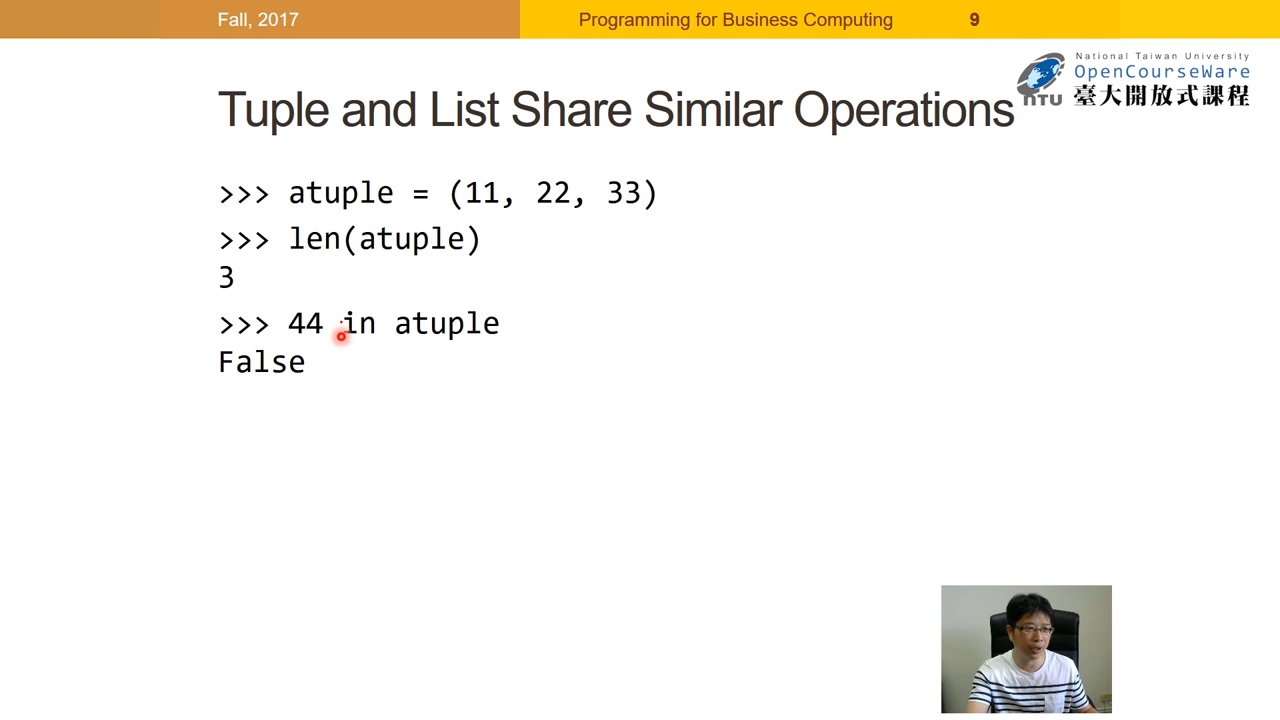 Fall, 2017
Programming for Business Computing
9
National Taiwan University
OpenCourseWare
臺大開放式課程
NTU
Tuple and List Share Similar Operations
>>> atuple = (11, 22, 33)
>>> len(atuple)
3
>>> 44 in atuple
False